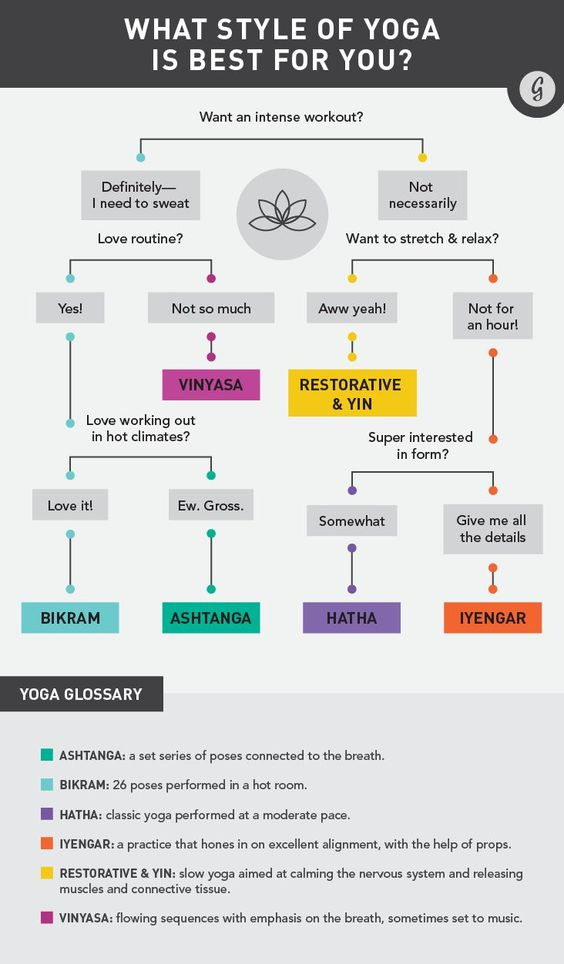 WHAT STYLE OF YOGA
IS BEST FOR YOU?
G
Want an intense workout?
Definitely—
I need to sweat
Not
necessarily
Love routine?
Want to stretch & relax?
Yes!
Not so much
Aww yeah!
Not for
an hour!
VINYASA
RESTORATIVE
& YIN
Love working out
in hot climates?
Super interested
in form?
Love it!
Ew. Gross.
Somewhat
Give me all
the details
BIKRAM
ASHTANGA
HATHA
IYENGAR
YOGA GLOSSARY
ASHTANGA: a set series of poses connected to the breath.
BIKRAM: 26 poses performed in a hot room.
HATHA: classic yoga performed at a moderate pace.
IYENGAR: a practice that hones in on excellent alignment, with the help of props.
RESTORATIVE & YIN: slow yoga aimed at calming the nervous system and releasing
muscles and connective tissue.
VINYASA: flowing sequences with emphasis on the breath, sometimes set to music.